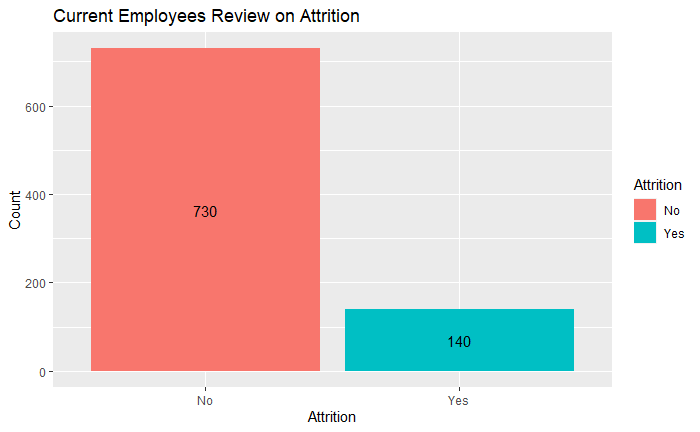 Current Employees Review on Attrition
Count
600
400
200
0
730
140
No
Yes
Attrition
Attrition
No
Yes